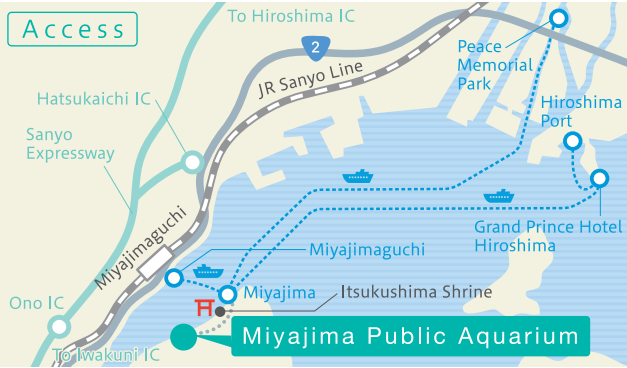 Access
To Hiroshima IC
2
JR Sanyo Line
Peace
Memorial
Park
Hatsukaichi IC
Hiroshima
Port
Sanyo
Expressway
Miyajimaguchi
Grand Prince Hotel
Hiroshima
Miyajimaguchi
Ono IC
Miyajima
Itsukushima Shrine
Miyajima Public Aquarium
To Iwakuni IC